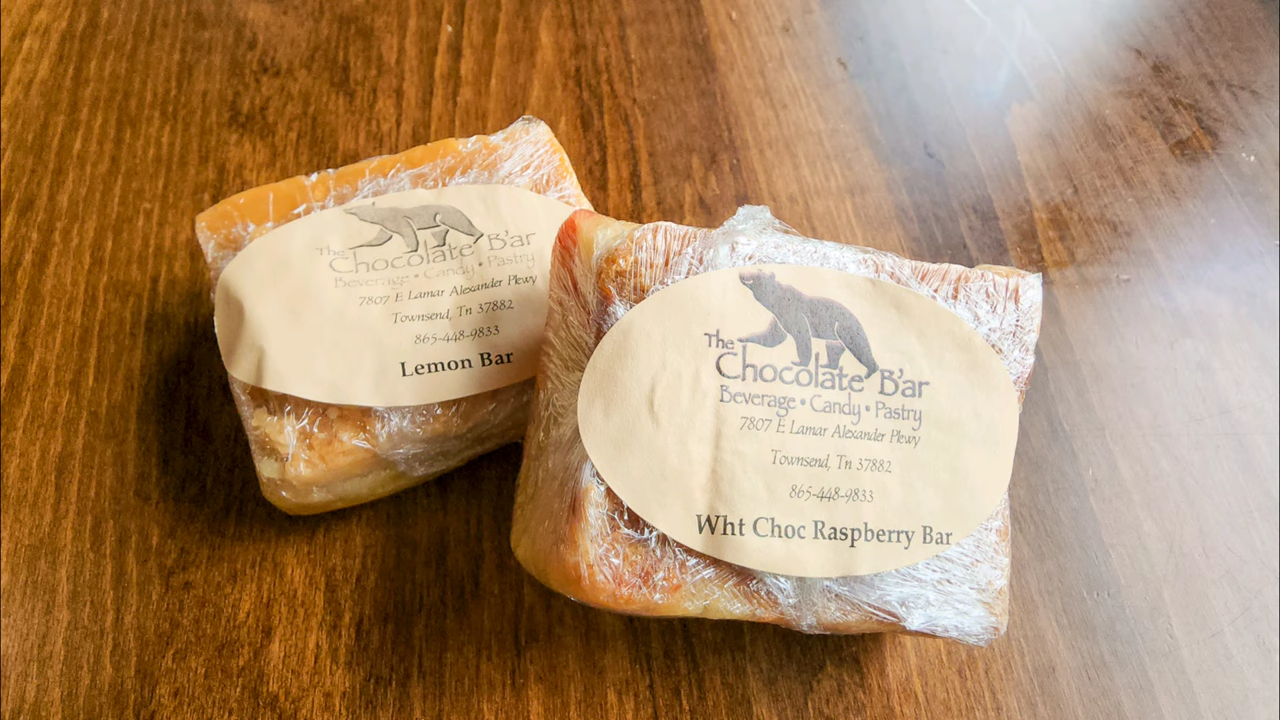 The
Chocolate B'ar
Beverage • Candy • Pastry
7807 E Lamar Alexander Pkwy
Townsend, Tn 37882
865-448-9833
Lemon Bar
The
Chocolate B'ar
Beverage • Candy • Pastry
7807 E Lamar Alexander Pkwy
Townsend, Tn 37882
865-448-9833
Wht Choc Raspberry Bar